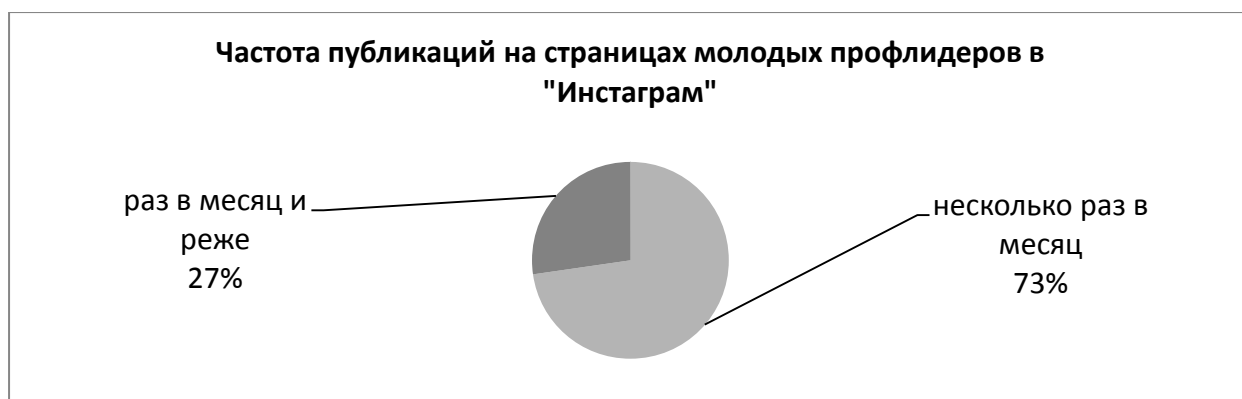 Частота публикаций на страницах молодых профлидеров в
"Инстаграм"
раз в месяц и
реже
27%
несколько раз в
месяц
73%